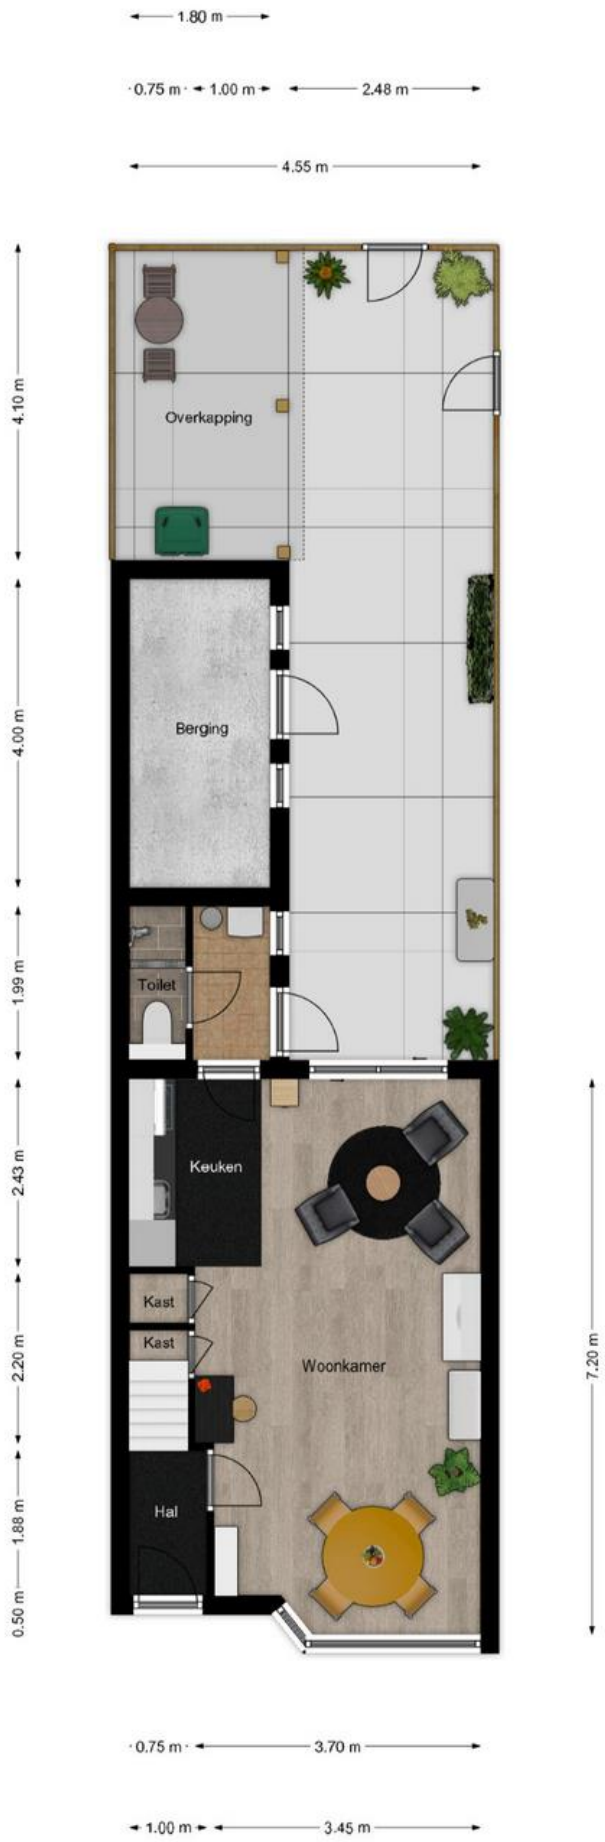 1.80 m
0.75 m
1.00 m
2.48 m
4.55 m
4.10 m
Overkapping
4.00 m
Berging
1.99 m
Toilet
2.43 m
Keuken
Kast
Kast
2.20 m
Woonkamer
7.20 m
1.88 m
Hal
0.50 m
0.75 m
3.70 m
1.00 m
3.45 m